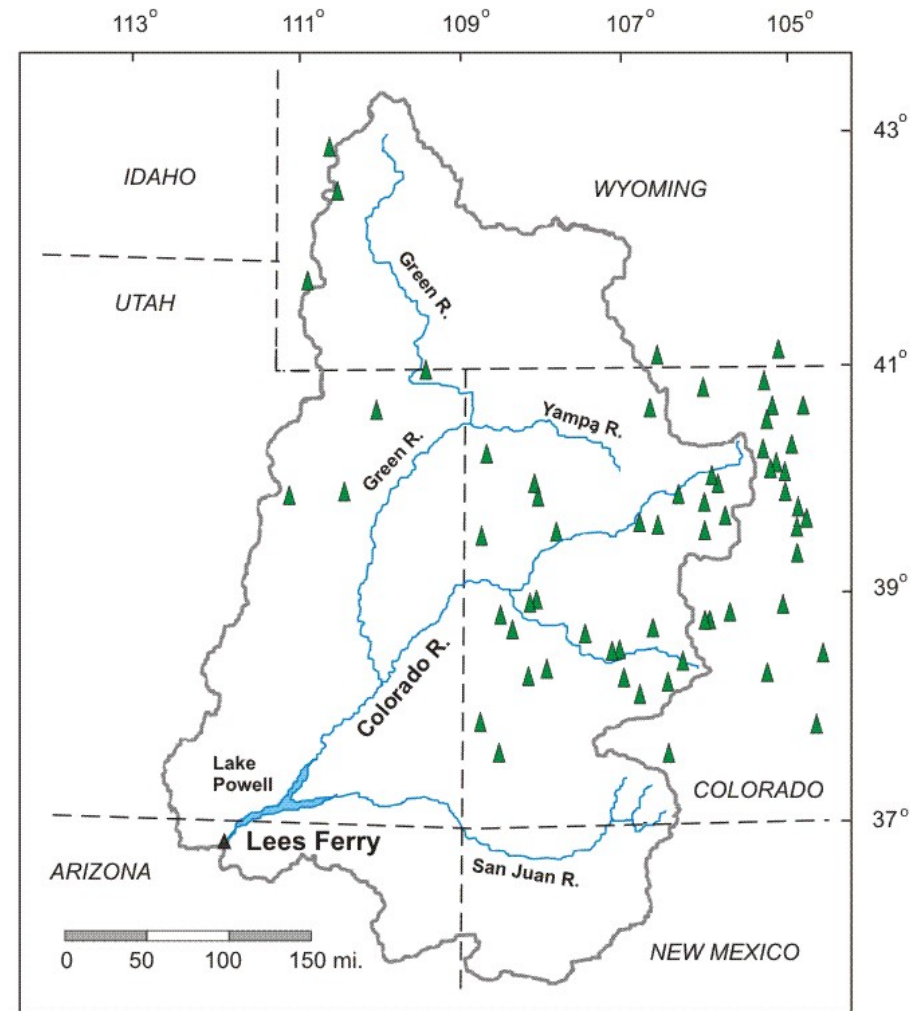 113° 111° 109° 107° 105°
43°
IDAHO
WYOMING
Green R.
UTAH
41°
Yampa R.
Green R.
39°
Colorado R.
Lake
Powell
COLORADO
37°
Lees Ferry
ARIZONA
San Juan R.
NEW MEXICO
0 50 100 150 mi.